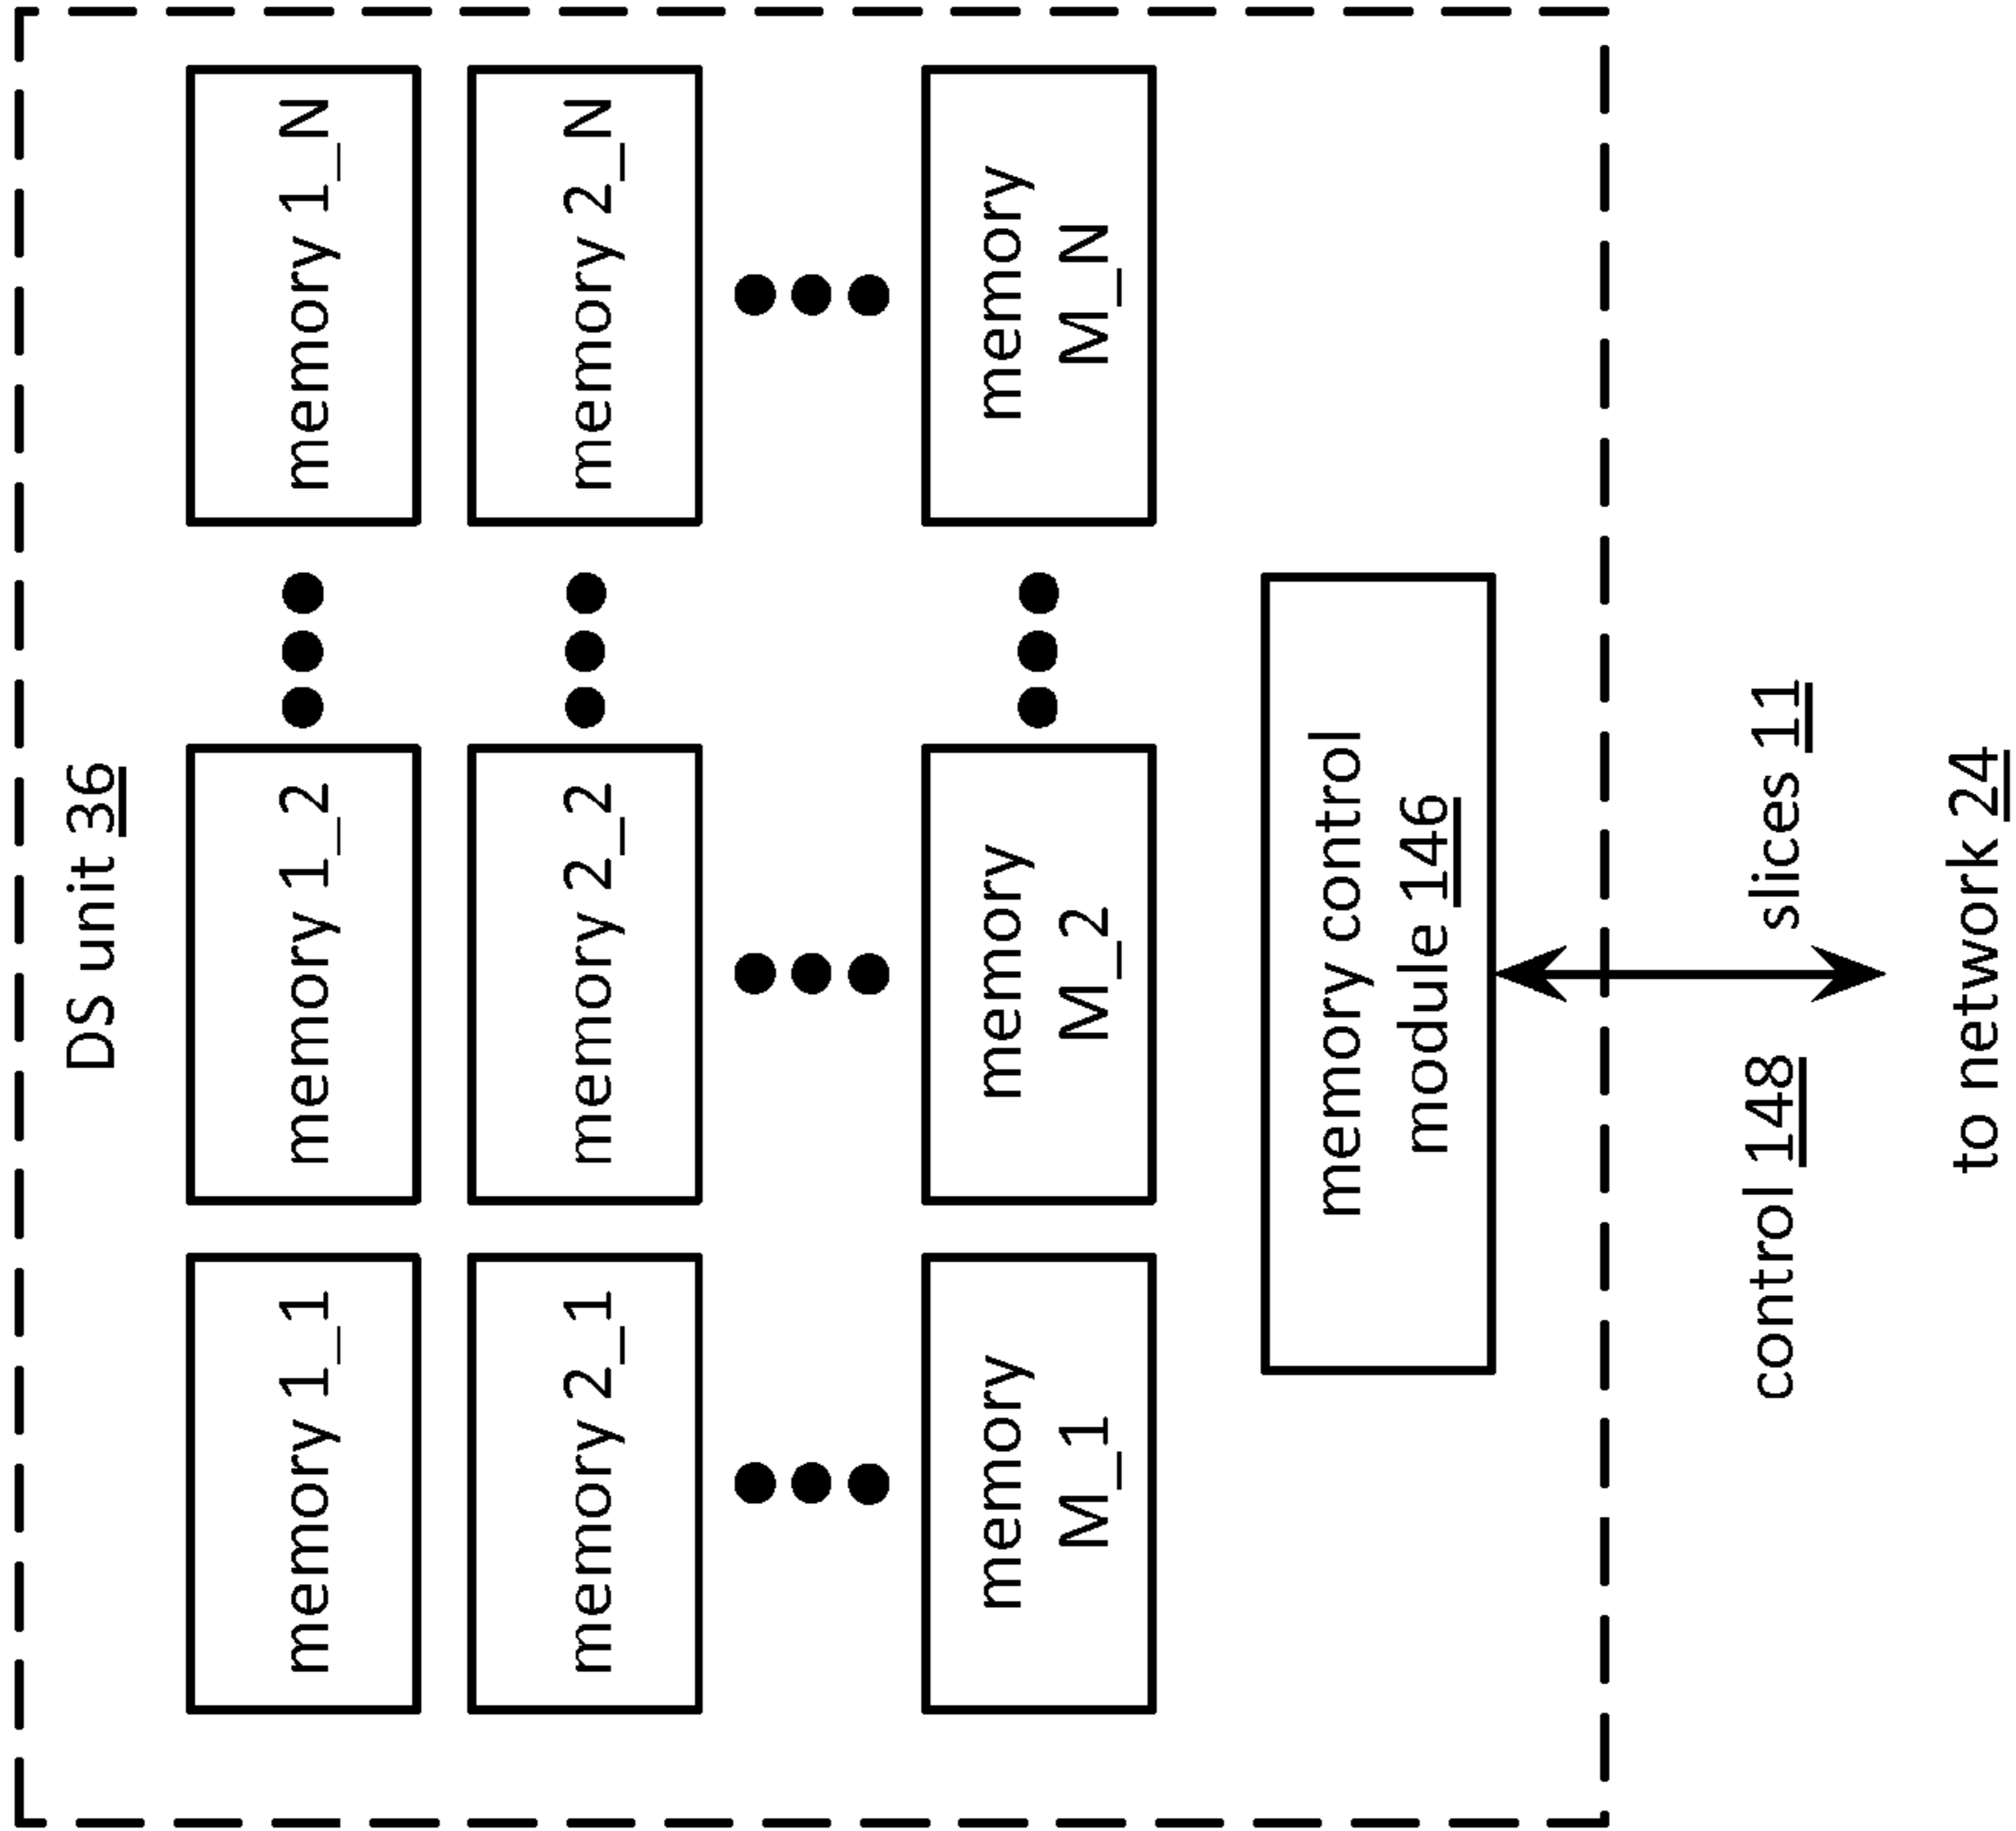 DS unit 36
memory 1_1
memory 1_2
memory 1_N
memory 2_1
memory 2_2
memory 2_N
memory
M_1
memory
M_2
memory
M_N
memory control
module 146
control 148
slices 11
to network 24